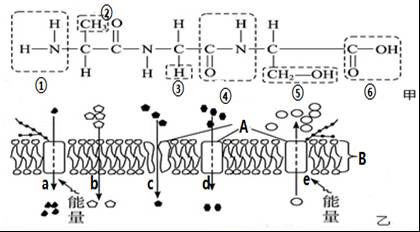 ②
H CH₃ O H H H O
H—N—C—C—N—C—C—N—C—C—OH
H H O CH₂—OH
① ③ ④ ⑤ ⑥ 甲
A
B
a b c d e
能量 能量 乙